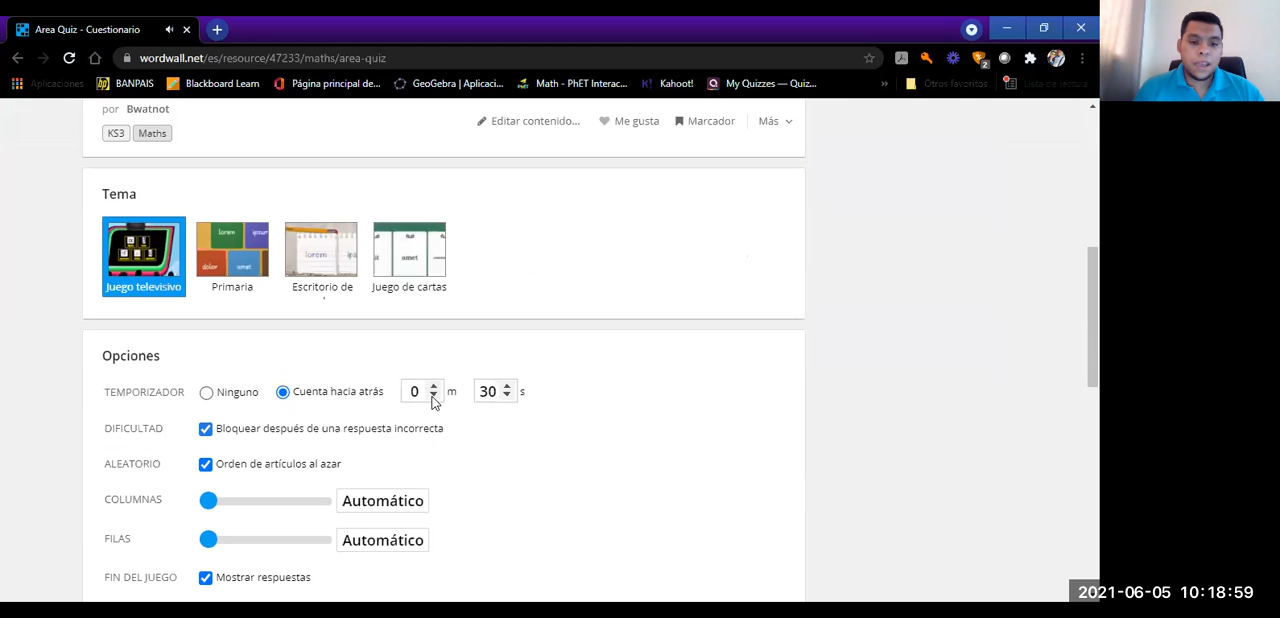 Area Quiz - Cuestionario
wordwall.net/es/resource/47233/maths/area-quiz
Aplicaciones BANPAIS Blackboard Learn Página principal de... GeoGebra | Aplicaci... Math - PhET Interac... Kahoot! My Quizzes — Quiz... » Otros favoritos Lista de lectura
por Bwatnot
KS3 Maths
Editar contenido... Me gusta Marcador Más
Tema
Juego televisivo Primaria Escritorio de Juego de cartas
Opciones
TEMPORIZADOR Ninguno Cuenta hacia atrás 0 m 30 s
DIFICULTAD Bloquear después de una respuesta incorrecta
ALEATORIO Orden de artículos al azar
COLUMNAS Automático
FILAS Automático
FIN DEL JUEGO Mostrar respuestas
2021-06-05 10:18:59